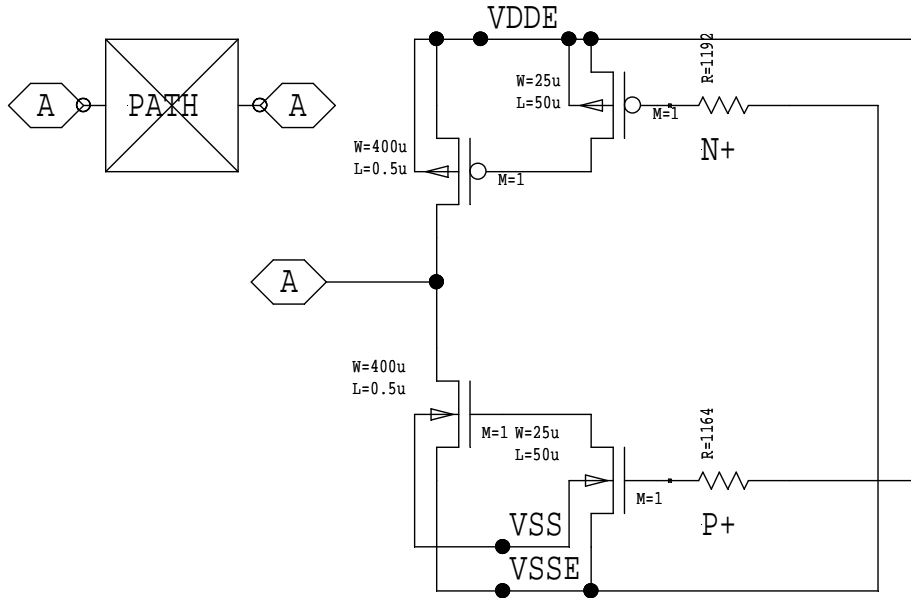 VDDE
A
PATH
A
W=25u
L=50u
M=1
R=1192
N+
W=400u
L=0.5u
M=1
A
W=400u
L=0.5u
M=1
W=25u
L=50u
M=1
R=1164
P+
VSS
VSSE